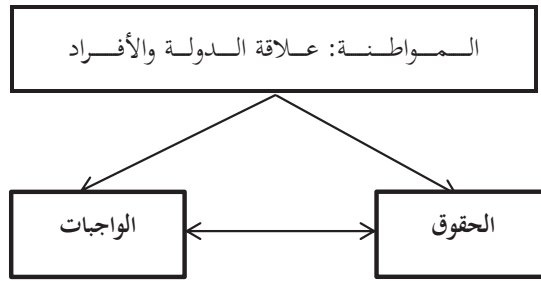 المواطنة: علاقة الدولة والأفراد
الحقوق
الواجبات